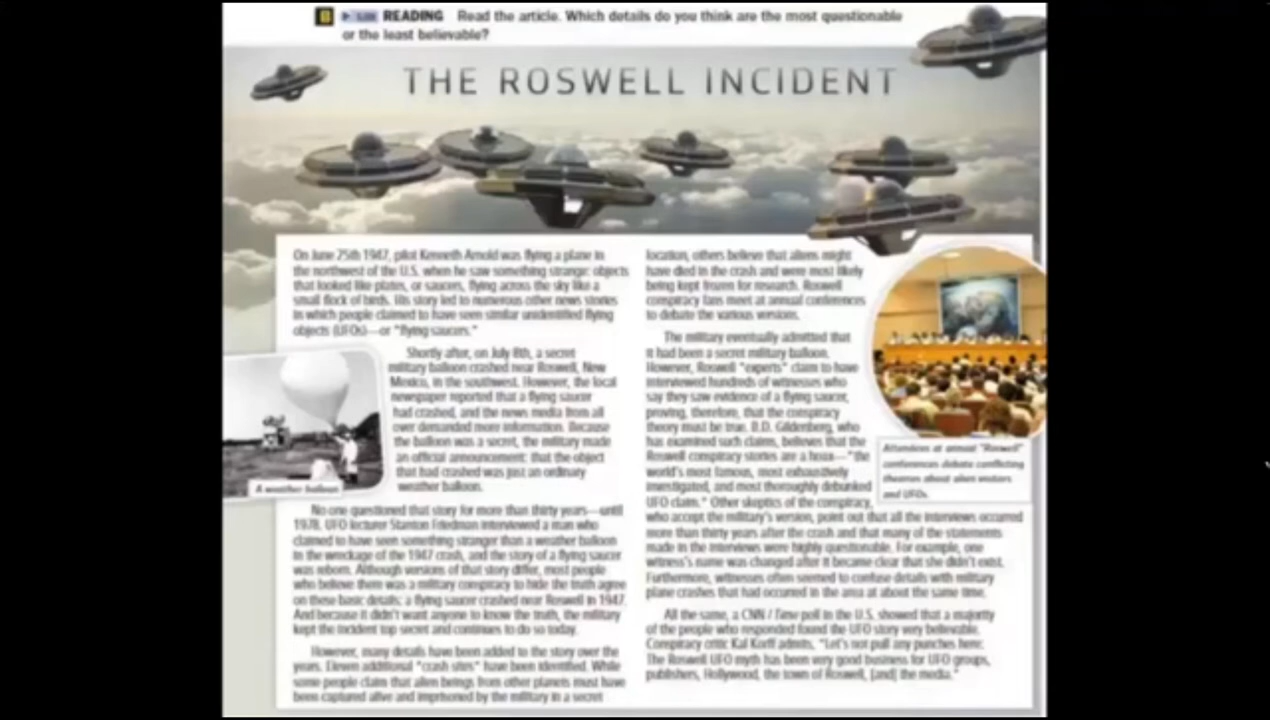 B READING Read the article. Which details do you think are the most questionable
or the least believable?
THE ROSWELL INCIDENT
On June 25th 1947, pilot Kenneth Arnold was flying a plane in
the northwest of the U.S. when he saw something strange: objects
that looked like plates, or saucers, flying across the sky like a
small flock of birds. His story led to numerous other news stories
in which people claimed to have seen similar unidentified flying
objects (UFOs)—or "flying saucers."
Shortly after, on July 8th, a secret
military balloon crashed near Roswell, New
Mexico, in the southwest. However, the local
newspaper reported that a flying saucer
had crashed, and the news media from all
over demanded more information. Because
the balloon was a secret, the military made
an official announcement: that the object
that had crashed was just an ordinary
weather balloon.
A weather balloon
No one questioned that story for more than thirty years—until
1978. UFO lecturer Stanton Friedman interviewed a man who
claimed to have seen something stranger than a weather balloon
in the wreckage of the 1947 crash, and the story of a flying saucer
was reborn. Although versions of that story differ, most people
who believe there was a military conspiracy to hide the truth agree
on these basic details: a flying saucer crashed near Roswell in 1947.
And because it didn't want anyone to know the truth, the military
kept the incident top secret and continues to do so today.
However, many details have been added to the story over the
years. Eleven additional "crash sites" have been identified. While
some people claim that alien beings from other planets must have
been captured alive and imprisoned by the military in a secret
location, others believe that aliens might
have died in the crash and were most likely
being kept frozen for research. Roswell
conspiracy fans meet at annual conferences
to debate the various versions.
The military eventually admitted that
it had been a secret military balloon.
However, Roswell "experts" claim to have
interviewed hundreds of witnesses who
say they saw evidence of a flying saucer,
proving, therefore, that the conspiracy
theory must be true. B.D. Gildenberg, who
has examined such claims, believes that the
Roswell conspiracy stories are a hoax—"the
world's most famous, most exhaustively
investigated, and most thoroughly debunked
UFO claim." Other skeptics of the conspiracy,
who accept the military's version, point out that all the interviews occurred
more than thirty years after the crash and that many of the statements
made in the interviews were highly questionable. For example, one
witness's name was changed after it became clear that she didn't exist.
Furthermore, witnesses often seemed to confuse details with military
plane crashes that had occurred in the area at about the same time.
All the same, a CNN / Time poll in the U.S. showed that a majority
of the people who responded found the UFO story very believable.
Conspiracy critic Kal Korff admits, "Let's not pull any punches here.
The Roswell UFO myth has been very good business for UFO groups,
publishers, Hollywood, the town of Roswell, [and] the media."
Attendees at annual "Roswell"
conferences debate conflicting
theories about alien visitors
and UFOs.